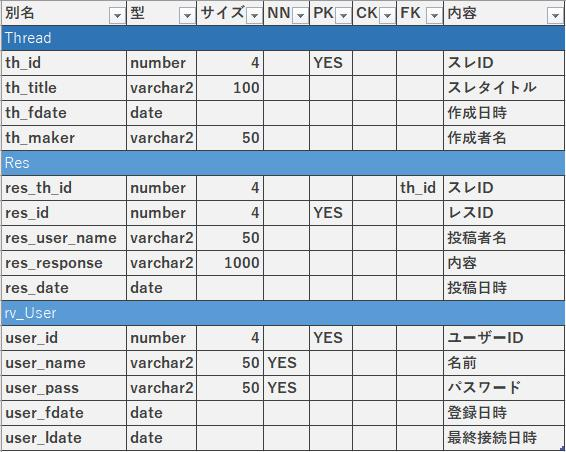 別名 型 サイズ NN PK CK FK 内容
Thread
th_id number 4 PK YES スレID
th_title varchar2 100 スレタイトル
th_fdate date 作成日時
th_maker varchar2 50 作成者名
Res
res_th_id number 4 th_id スレID
res_id number 4 YES レスID
res_user_name varchar2 50 投稿者名
res_response varchar2 1000 内容
res_date date 投稿日時
rv_User
user_id number 4 YES ユーザーID
user_name varchar2 50 YES 名前
user_pass varchar2 50 YES パスワード
user_fdate date 登録日時
user_ldate date 最終接続日時